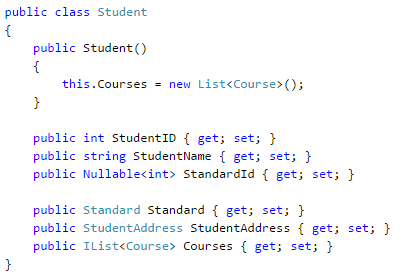 public class Student
{
    public Student()
    {
        this.Courses = new List<Course>();
    }

    public int StudentID { get; set; }
    public string StudentName { get; set; }
    public Nullable<int> StandardId { get; set; }

    public Standard Standard { get; set; }
    public StudentAddress StudentAddress { get; set; }
    public IList<Course> Courses { get; set; }
}